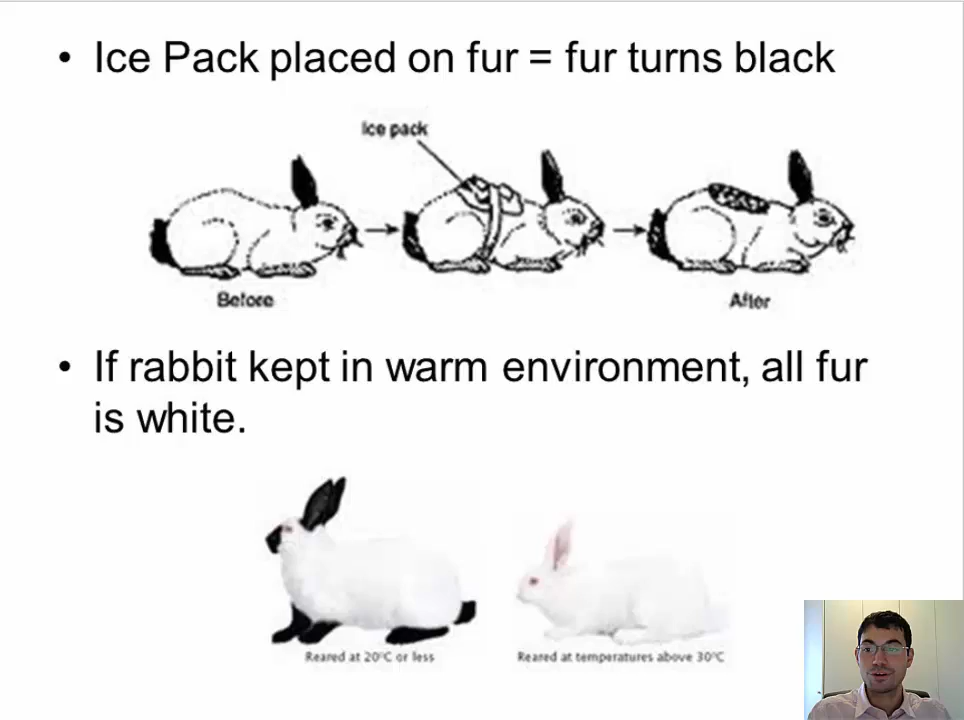 • Ice Pack placed on fur = fur turns black
Ice pack
Before
After
• If rabbit kept in warm environment, all fur
is white.
Reared at 20°C or less
Reared at temperatures above 30°C